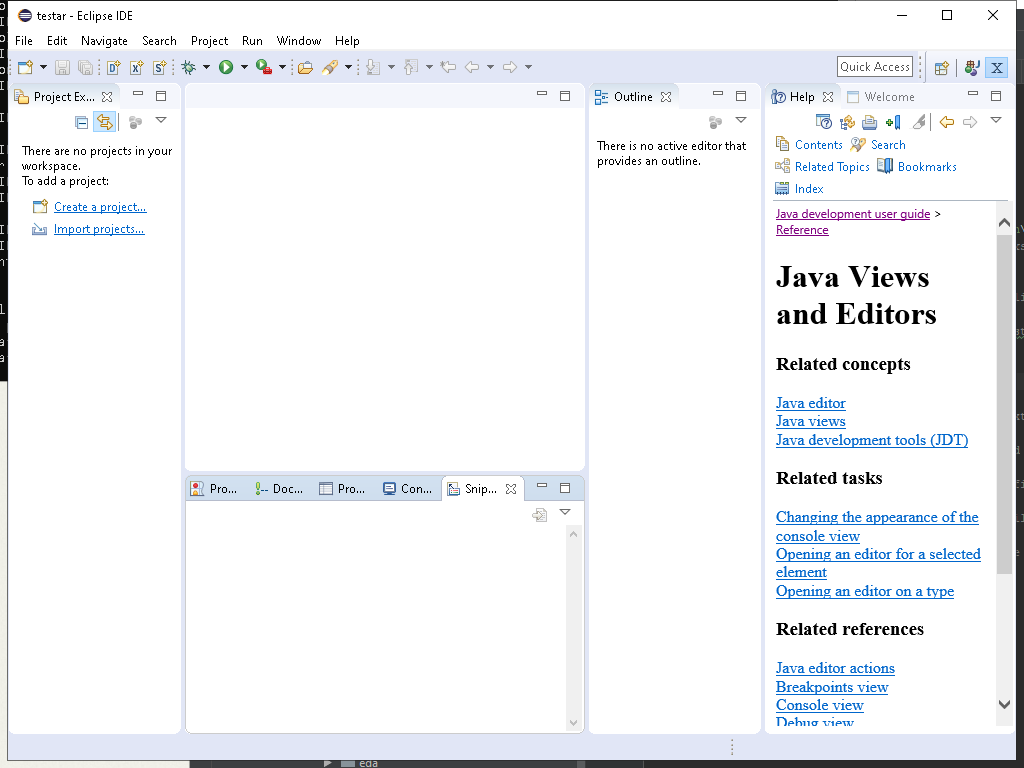 testar - Eclipse IDE
File Edit Navigate Search Project Run Window Help
Quick Access
Project Ex...
There are no projects in your
workspace.
To add a project:
Create a project...
Import projects...
Pro... Doc... Pro... Con... Snip...
Outline
There is no active editor that
provides an outline.
Help Welcome
Contents Search
Related Topics Bookmarks
Index
Java development user guide >
Reference
Java Views
and Editors
Related concepts
Java editor
Java views
Java development tools (JDT)
Related tasks
Changing the appearance of the
console view
Opening an editor for a selected
element
Opening an editor on a type
Related references
Java editor actions
Breakpoints view
Console view
Debug view
eda